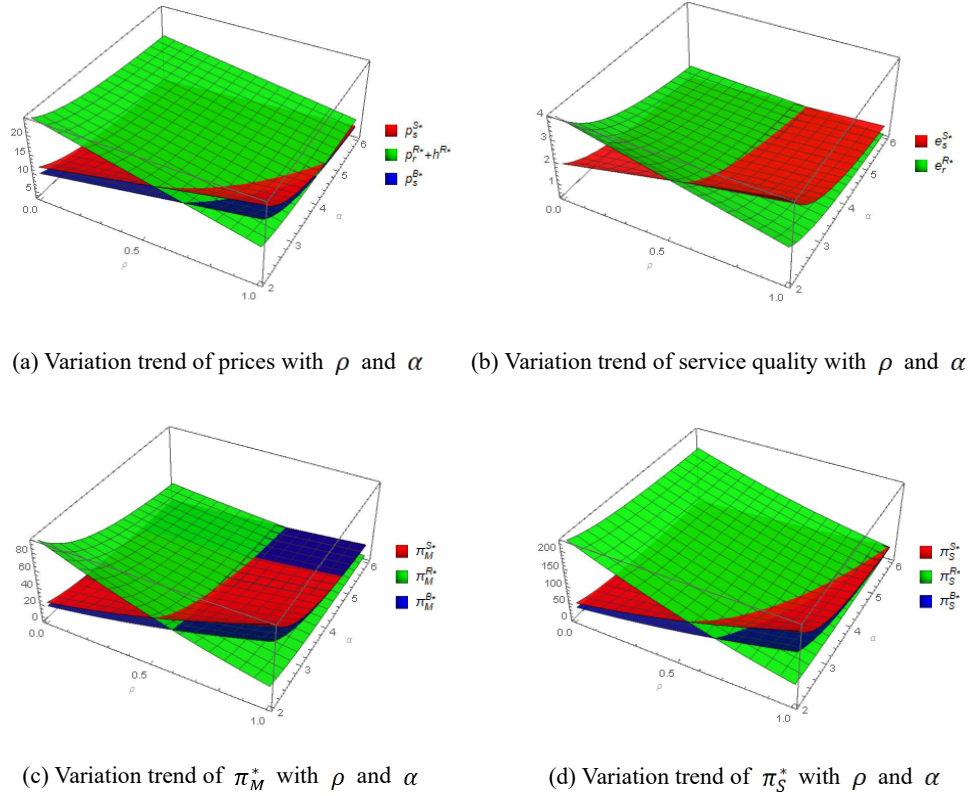 20
15
10
5
0.0
0.5
ρ
1.0
2
3
4
5
6
α
p_s^{S*}
p_r^{R*}+h^{R*}
p_s^{B*}
4
3
2
1
0.0
0.5
ρ
1.0
2
3
4
5
6
α
e_s^{S*}
e_r^{R*}
(a) Variation trend of prices with ρ and α
(b) Variation trend of service quality with ρ and α
80
60
40
20
0
0.0
0.5
ρ
1.0
2
3
4
5
6
α
π_M^{S*}
π_M^{R*}
π_M^{B*}
200
150
100
50
0
0.0
0.5
ρ
1.0
2
3
4
5
6
α
π_S^{S*}
π_S^{R*}
π_S^{B*}
(c) Variation trend of π_M^* with ρ and α
(d) Variation trend of π_S^* with ρ and α